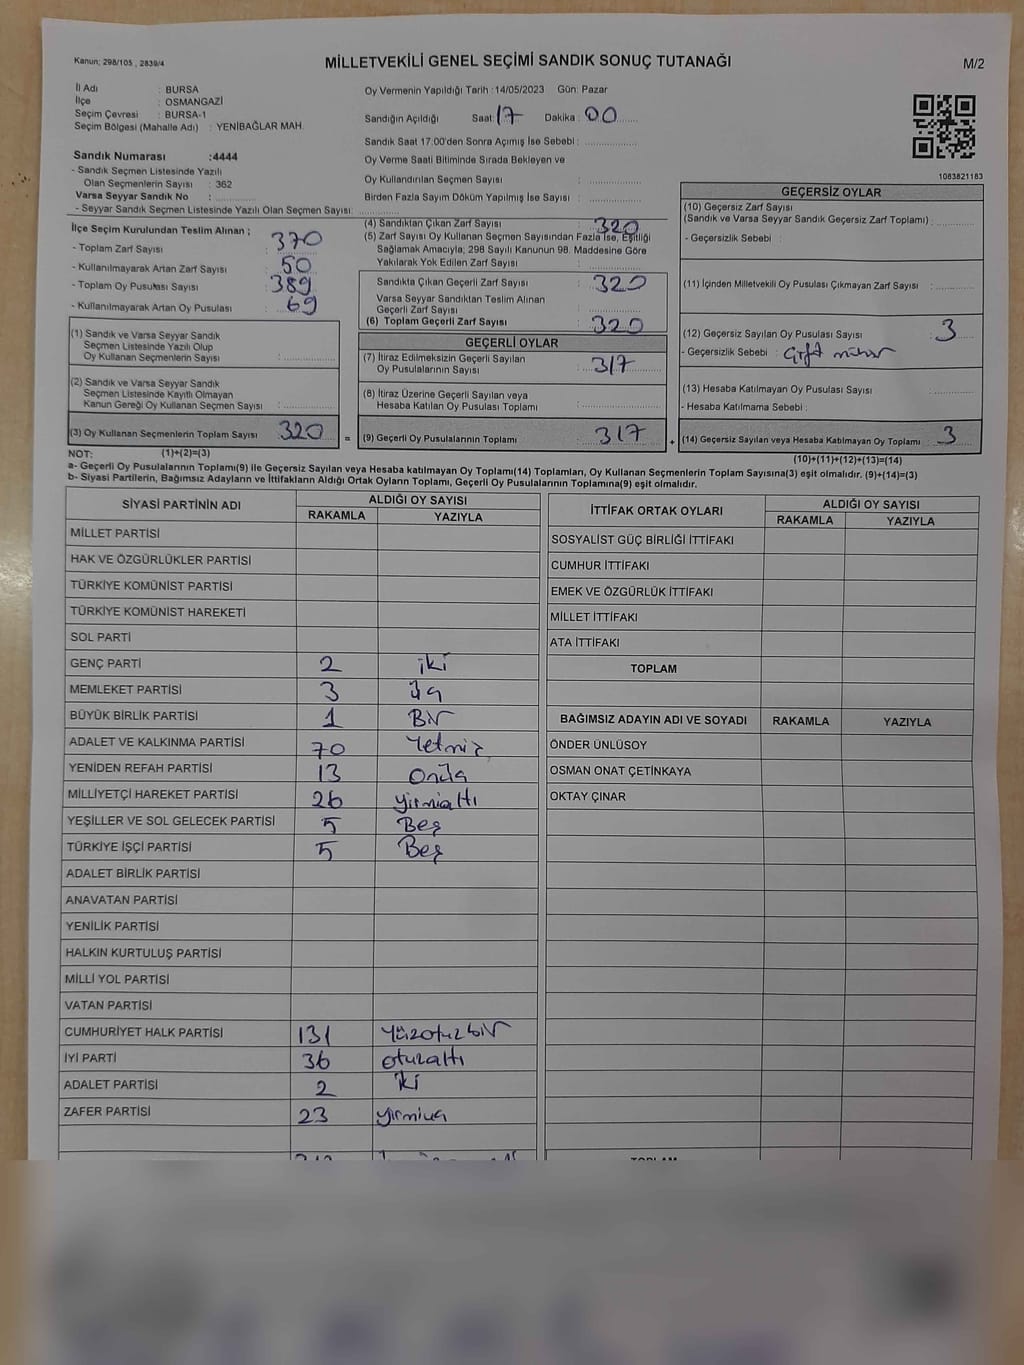 Kanun; 298/105 , 2839/4
MİLLETVEKİLİ GENEL SEÇİMİ SANDIK SONUÇ TUTANAĞI
M/2
İl Adı : BURSA
İlçe : OSMANGAZİ
Seçim Çevresi : BURSA-1
Seçim Bölgesi (Mahalle Adı) : YENİBAĞLAR MAH.
Sandık Numarası :4444
- Sandık Seçmen Listesinde Yazılı
Olan Seçmenlerin Sayısı : 362
Varsa Seyyar Sandık No :
- Seyyar Sandık Seçmen Listesinde Yazılı Olan Seçmen Sayısı:
Oy Vermenin Yapıldığı Tarih :14/05/2023 Gün: Pazar
Sandığın Açıldığı Saat: 17 Dakika : 00
Sandık Saat 17:00'den Sonra Açımış İse Sebebi :
Oy Verme Saati Bitiminde Sırada Bekleyen ve
Oy Kullandırılan Seçmen Sayısı :
Birden Fazla Sayım Döküm Yapılmış İse Sayısı :
1083821183
İlçe Seçim Kurulundan Teslim Alınan ;
- Toplam Zarf Sayısı : 370
- Kullanılmayarak Artan Zarf Sayısı : 50
- Toplam Oy Pusulası Sayısı : 389
- Kullanılmayarak Artan Oy Pusulası : 69
(4) Sandıktan Çıkan Zarf Sayısı : 320
(5) Zarf Sayısı Oy Kullanan Seçmen Sayısından Fazla İse, Eşitliği
Sağlamak Amacıyla; 298 Sayılı Kanunun 98. Maddesine Göre
Yakılarak Yok Edilen Zarf Sayısı :
Sandıkta Çıkan Geçerli Zarf Sayısı : 320
Varsa Seyyar Sandıktan Teslim Alınan
Geçerli Zarf Sayısı :
(6) Toplam Geçerli Zarf Sayısı : 320
GEÇERSİZ OYLAR
(10) Geçersiz Zarf Sayısı
(Sandık ve Varsa Seyyar Sandık Geçersiz Zarf Toplamı) :
- Geçersizlik Sebebi :
(11) İçinden Milletvekili Oy Pusulası Çıkmayan Zarf Sayısı :
(12) Geçersiz Sayılan Oy Pusulası Sayısı : 3
- Geçersizlik Sebebi : Çift mühür
(13) Hesaba Katılmayan Oy Pusulası Sayısı :
- Hesaba Katılmama Sebebi :
(14) Geçersiz Sayılan veya Hesaba Katılmayan Oy Toplamı : 3
(10)+(11)+(12)+(13)=(14)
(1) Sandık ve Varsa Seyyar Sandık
Seçmen Listesinde Yazılı Olup
Oy Kullanan Seçmenlerin Sayısı :
(2) Sandık ve Varsa Seyyar Sandık
Seçmen Listesinde Kayıtlı Olmayan
Kanun Gereği Oy Kullanan Seçmen Sayısı :
(3) Oy Kullanan Seçmenlerin Toplam Sayısı : 320 =
(1)+(2)=(3)
GEÇERLİ OYLAR
(7) İtiraz Edilmeksizin Geçerli Sayılan
Oy Pusulalarının Sayısı : 317
(8) İtiraz Üzerine Geçerli Sayılan veya
Hesaba Katılan Oy Pusulası Toplamı :
(9) Geçerli Oy Pusulalarının Toplamı : 317 +
NOT:
a- Geçerli Oy Pusulalarının Toplamı(9) ile Geçersiz Sayılan veya Hesaba katılmayan Oy Toplamı(14) Toplamları, Oy Kullanan Seçmenlerin Toplam Sayısına(3) eşit olmalıdır. (9)+(14)=(3)
b- Siyasi Partilerin, Bağımsız Adayların ve İttifakların Aldığı Ortak Oyların Toplamı, Geçerli Oy Pusulalarının Toplamına(9) eşit olmalıdır.
SİYASİ PARTİNİN ADI ALDIĞI OY SAYISI
RAKAMLA YAZIYLA
MİLLET PARTİSİ
HAK VE ÖZGÜRLÜKLER PARTİSİ
TÜRKİYE KOMÜNİST PARTİSİ
TÜRKİYE KOMÜNİST HAREKETİ
SOL PARTİ
GENÇ PARTİ 2 iki
MEMLEKET PARTİSİ 3 üç
BÜYÜK BİRLİK PARTİSİ 1 Bir
ADALET VE KALKINMA PARTİSİ 70 Yetmiş
YENİDEN REFAH PARTİSİ 13 Onüç
MİLLİYETÇİ HAREKET PARTİSİ 26 yirmialtı
YEŞİLLER VE SOL GELECEK PARTİSİ 5 Beş
TÜRKİYE İŞÇİ PARTİSİ 5 Beş
ADALET BİRLİK PARTİSİ
ANAVATAN PARTİSİ
YENİLİK PARTİSİ
HALKIN KURTULUŞ PARTİSİ
MİLLİ YOL PARTİSİ
VATAN PARTİSİ
CUMHURİYET HALK PARTİSİ 131 Yüzotuzbir
İYİ PARTİ 36 otuzaltı
ADALET PARTİSİ 2 İki
ZAFER PARTİSİ 23 yirmiüç
İTTİFAK ORTAK OYLARI ALDIĞI OY SAYISI
RAKAMLA YAZIYLA
SOSYALİST GÜÇ BİRLİĞİ İTTİFAKI
CUMHUR İTTİFAKI
EMEK VE ÖZGÜRLÜK İTTİFAKI
MİLLET İTTİFAKI
ATA İTTİFAKI
TOPLAM
BAĞIMSIZ ADAYIN ADI VE SOYADI RAKAMLA YAZIYLA
ÖNDER ÜNLÜSOY
OSMAN ONAT ÇETİNKAYA
OKTAY ÇINAR
TOPLAM